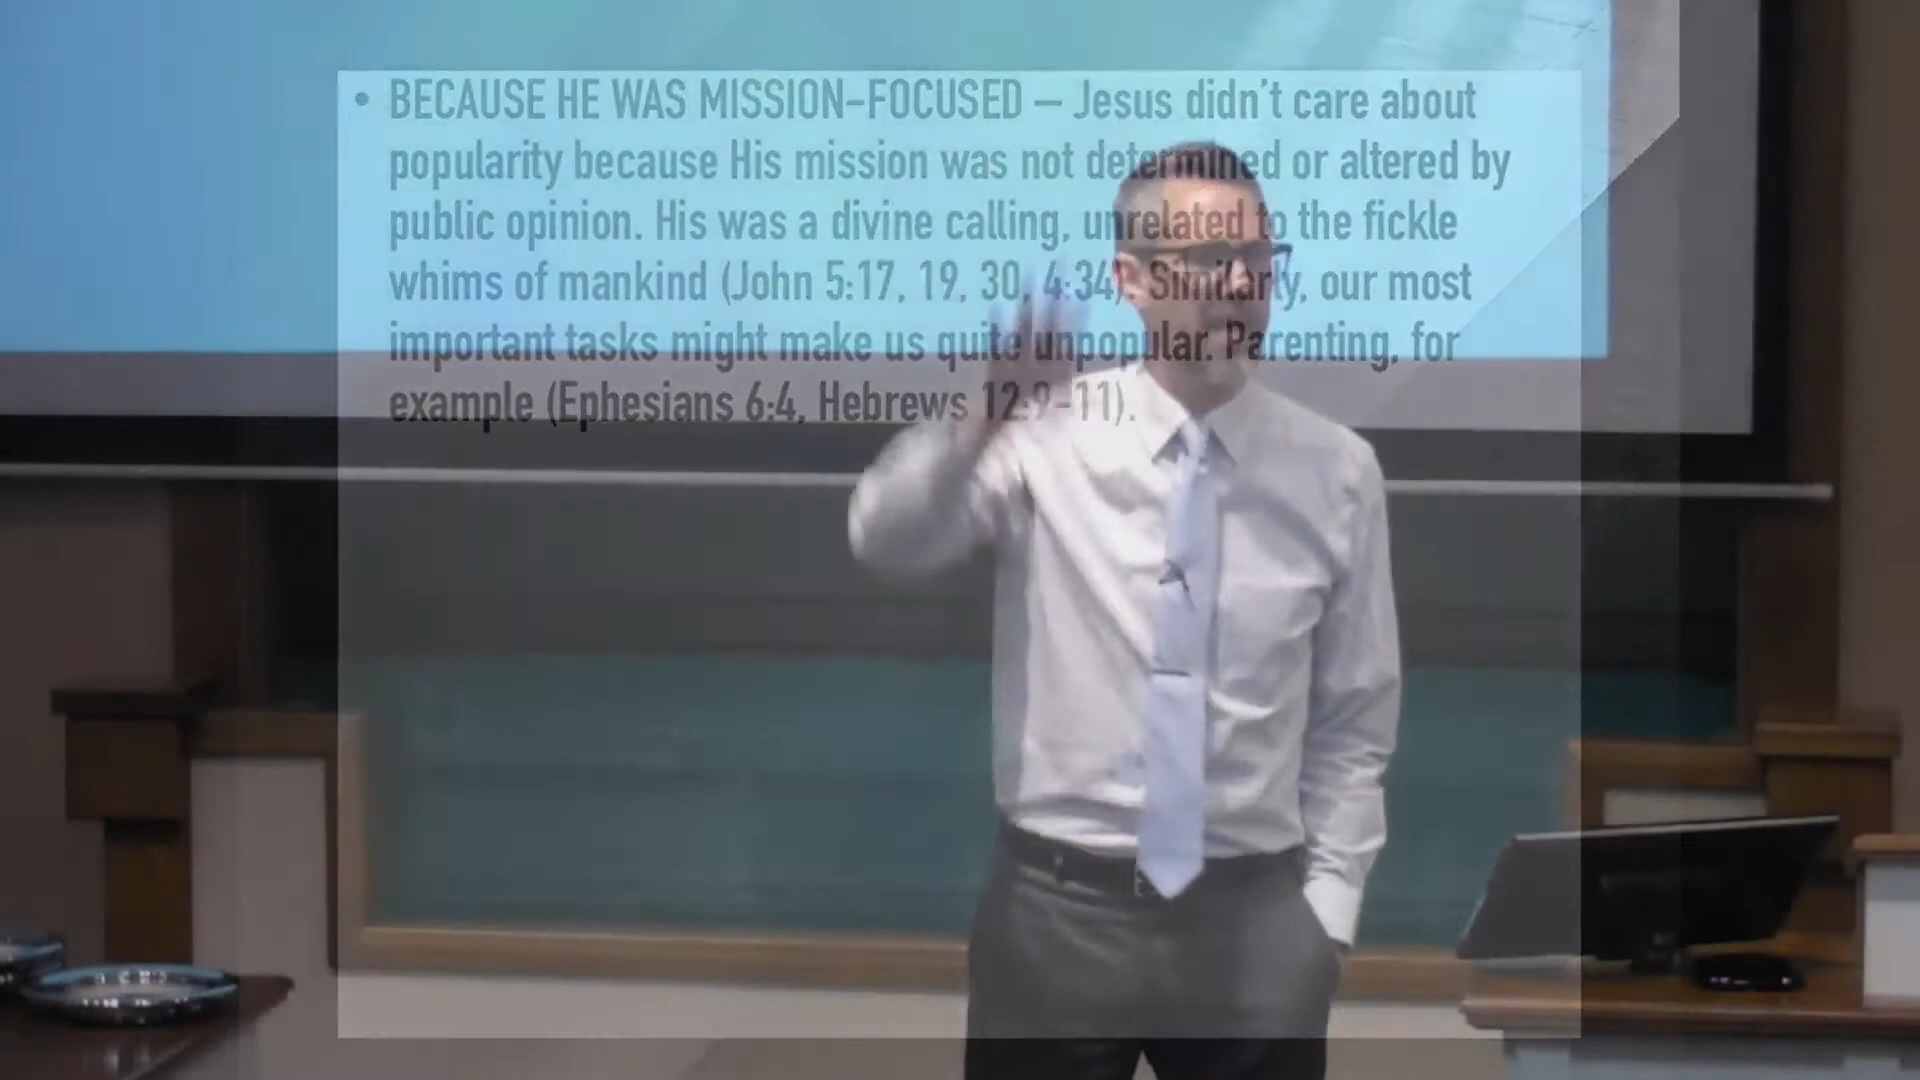 • BECAUSE HE WAS MISSION-FOCUSED – Jesus didn't care about
popularity because His mission was not determined or altered by
public opinion. His was a divine calling, unrelated to the fickle
whims of mankind (John 5:17, 19, 30, 4:34). Similarly, our most
important tasks might make us quite unpopular. Parenting, for
example (Ephesians 6:4, Hebrews 12:9-11).